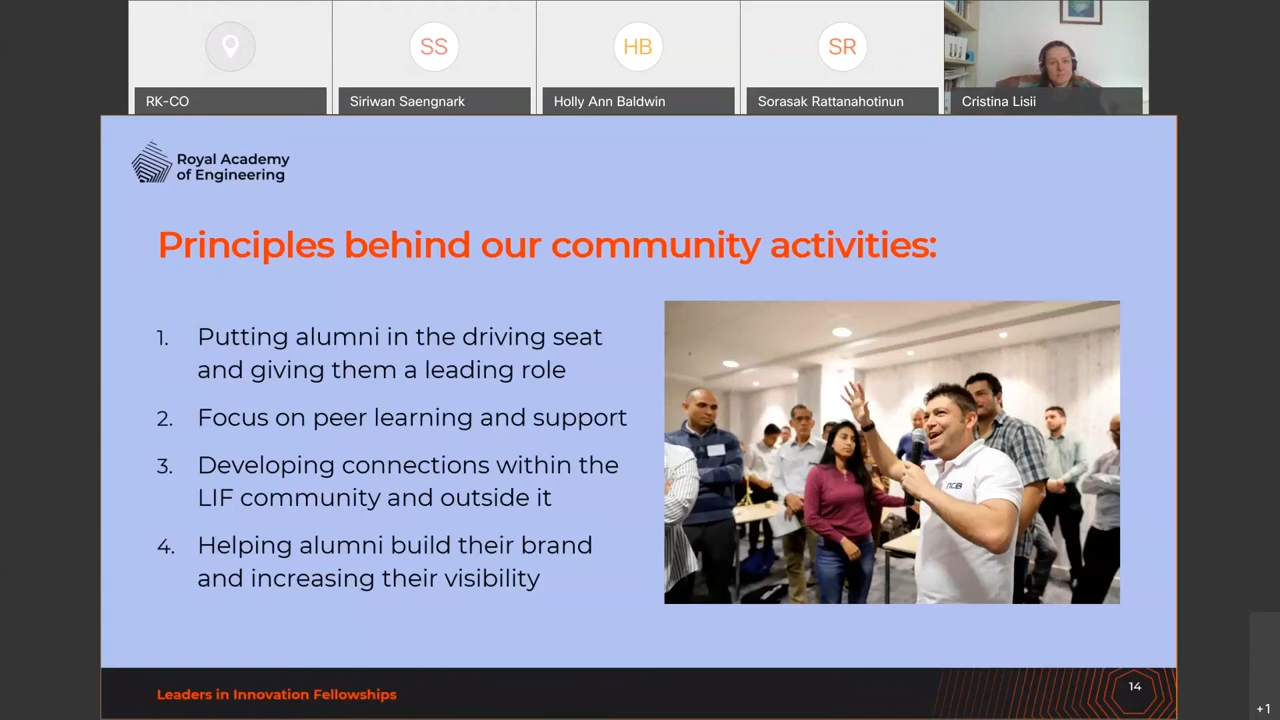 SS
HB
SR
RK-CO
Siriwan Saengnark
Holly Ann Baldwin
Sorasak Rattanahotinun
Cristina Lisii
Royal Academy
of Engineering
Principles behind our community activities:
1. Putting alumni in the driving seat
and giving them a leading role
2. Focus on peer learning and support
3. Developing connections within the
LIF community and outside it
4. Helping alumni build their brand
and increasing their visibility
Leaders in Innovation Fellowships
14
+1